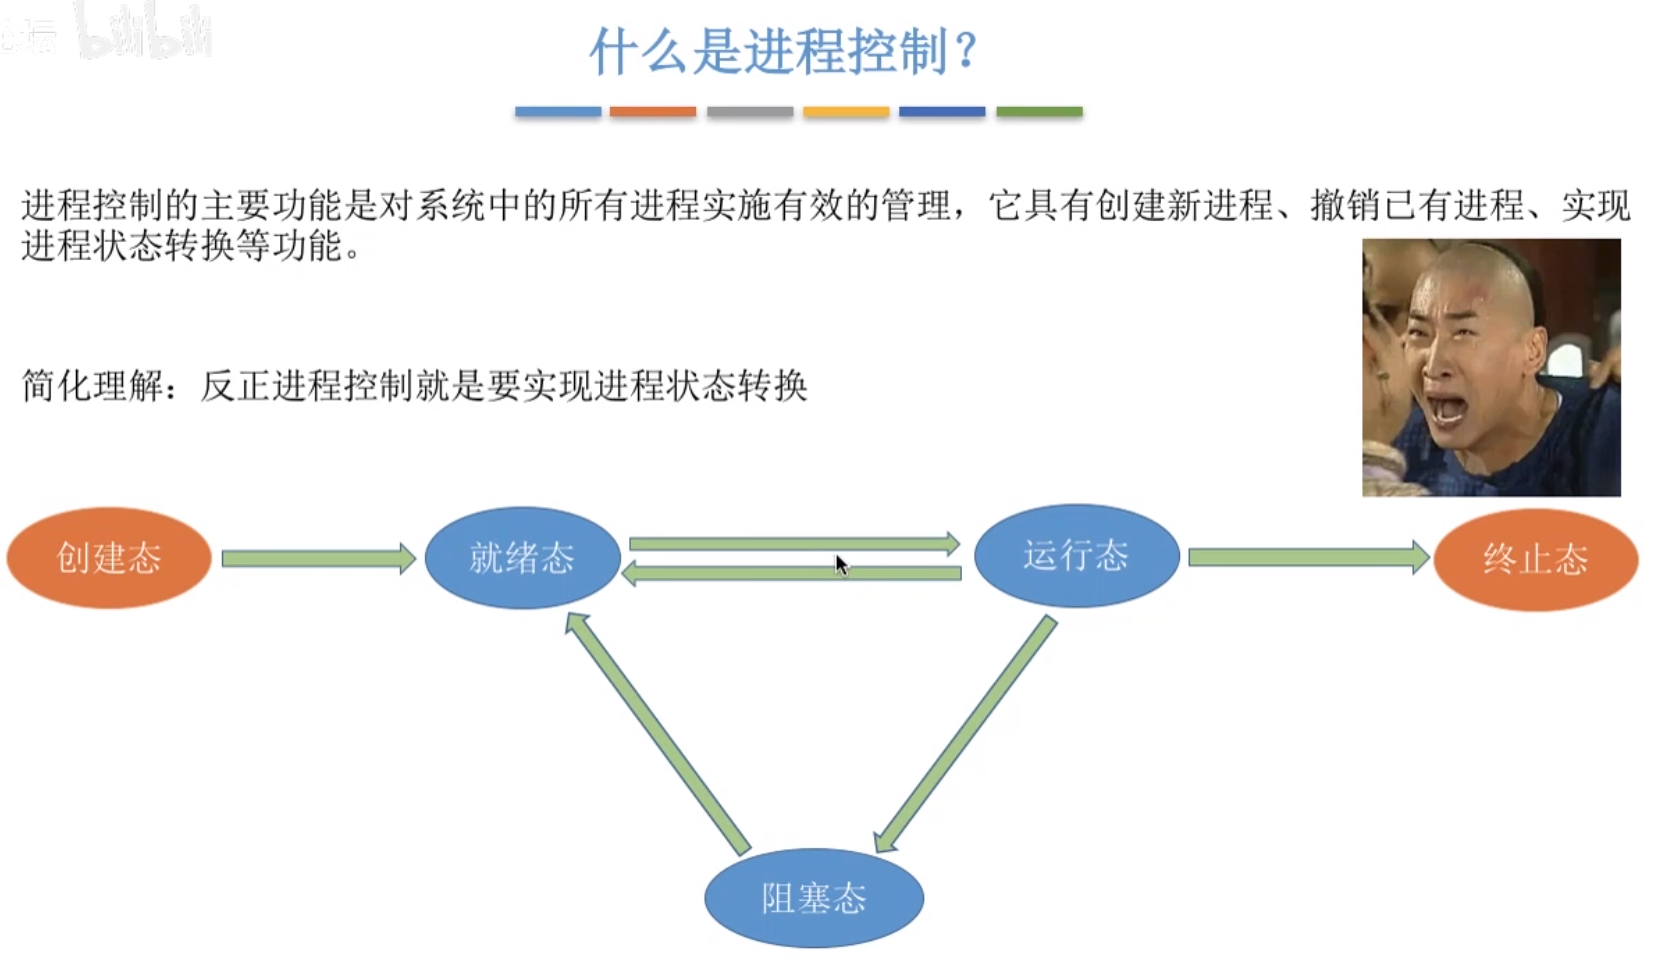 bilibili
什么是进程控制？
进程控制的主要功能是对系统中的所有进程实施有效的管理，它具有创建新进程、撤销已有进程、实现
进程状态转换等功能。
简化理解：反正进程控制就是要实现进程状态转换
创建态
就绪态
运行态
终止态
阻塞态